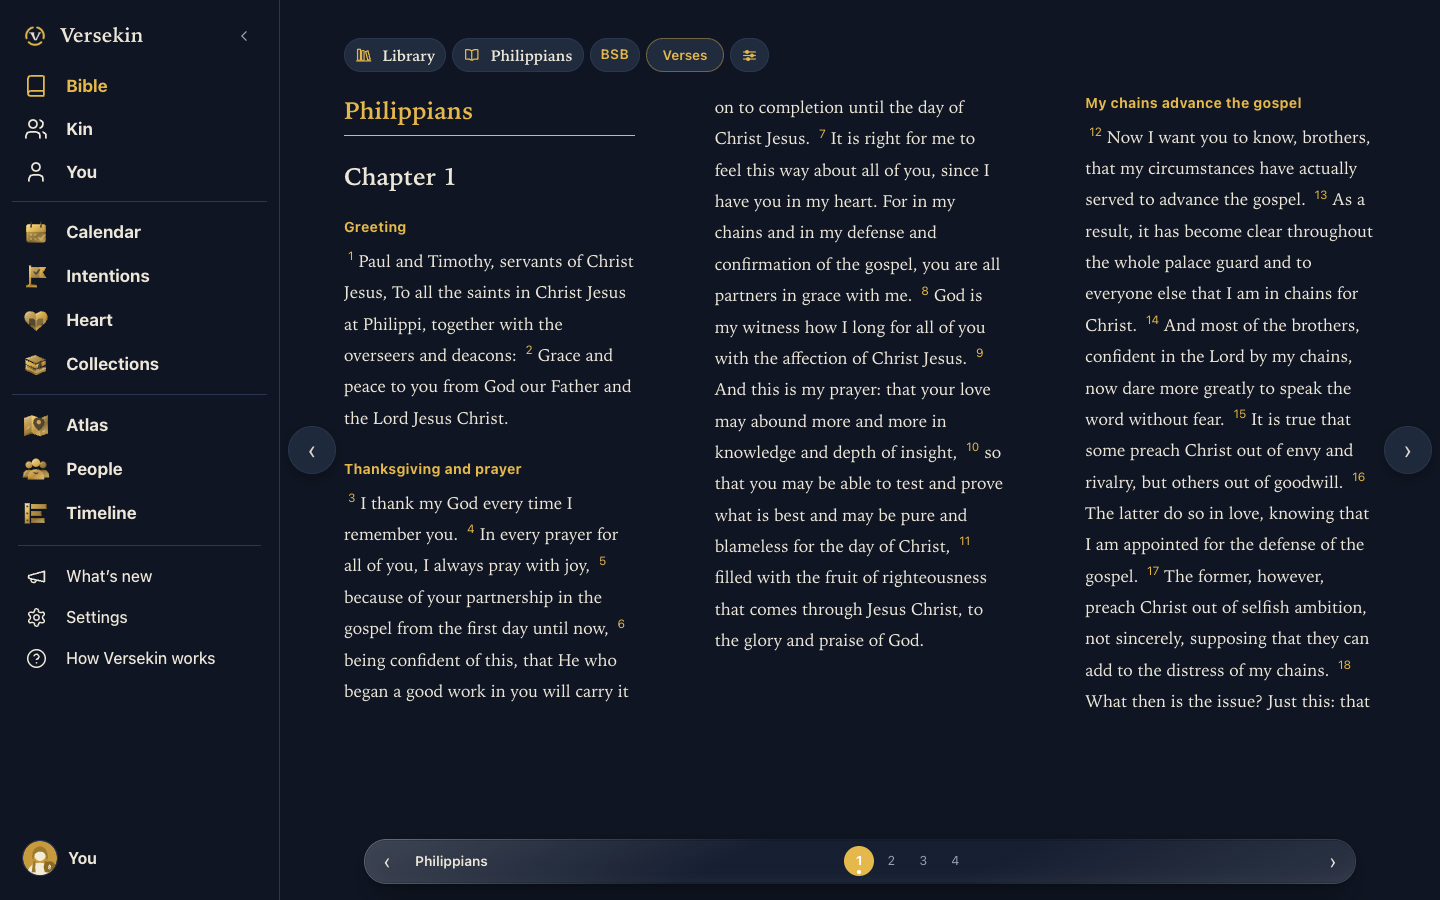 Versekin
Bible
Kin
You
Calendar
Intentions
Heart
Collections
Atlas
People
Timeline
What's new
Settings
How Versekin works
You
Library
Philippians
BSB
Verses
Philippians
Chapter 1
Greeting
1 Paul and Timothy, servants of Christ
Jesus, To all the saints in Christ Jesus
at Philippi, together with the
overseers and deacons: 2 Grace and
peace to you from God our Father and
the Lord Jesus Christ.
Thanksgiving and prayer
3 I thank my God every time I
remember you. 4 In every prayer for
all of you, I always pray with joy, 5
because of your partnership in the
gospel from the first day until now, 6
being confident of this, that He who
began a good work in you will carry it
on to completion until the day of
Christ Jesus. 7 It is right for me to
feel this way about all of you, since I
have you in my heart. For in my
chains and in my defense and
confirmation of the gospel, you are all
partners in grace with me. 8 God is
my witness how I long for all of you
with the affection of Christ Jesus. 9
And this is my prayer: that your love
may abound more and more in
knowledge and depth of insight, 10 so
that you may be able to test and prove
what is best and may be pure and
blameless for the day of Christ, 11
filled with the fruit of righteousness
that comes through Jesus Christ, to
the glory and praise of God.
My chains advance the gospel
12 Now I want you to know, brothers,
that my circumstances have actually
served to advance the gospel. 13 As a
result, it has become clear throughout
the whole palace guard and to
everyone else that I am in chains for
Christ. 14 And most of the brothers,
confident in the Lord by my chains,
now dare more greatly to speak the
word without fear. 15 It is true that
some preach Christ out of envy and
rivalry, but others out of goodwill. 16
The latter do so in love, knowing that
I am appointed for the defense of the
gospel. 17 The former, however,
preach Christ out of selfish ambition,
not sincerely, supposing that they can
add to the distress of my chains. 18
What then is the issue? Just this: that
‹ Philippians 1 2 3 4 ›